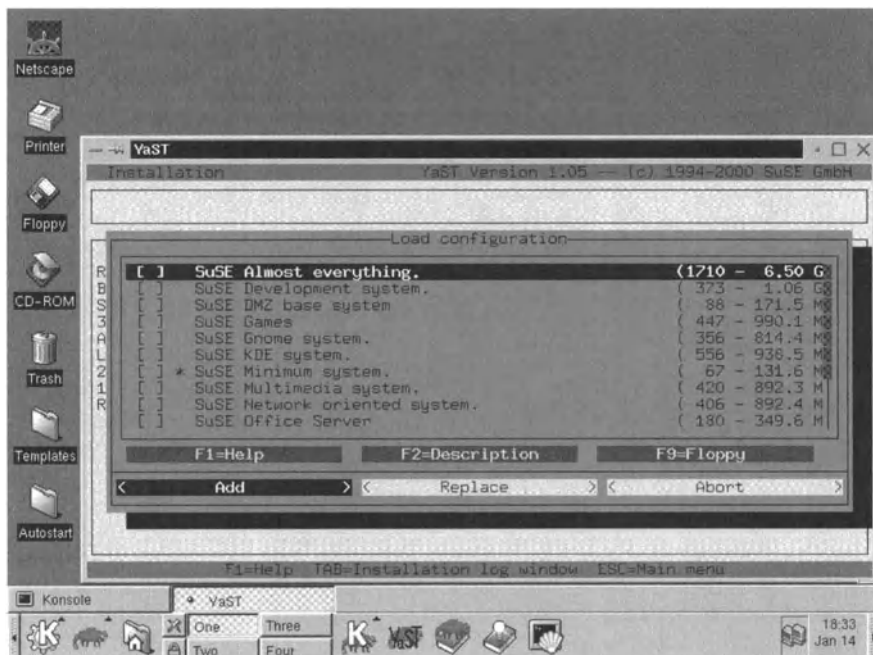 Netscape
Printer
Floppy
CD-ROM
Trash
Templates
Autostart
YaST
Installation YaST Version 1.05 -- (c) 1994-2000 SuSE GmbH
Load configuration
[ ] SuSE Almost everything. (1710 - 6.50 G
[ ] SuSE Development system. ( 373 - 1.06 G
[ ] SuSE DMZ base system ( 88 - 171.5 M
[ ] SuSE Games ( 447 - 990.1 M
[ ] SuSE Gnome system. ( 356 - 814.4 M
[ ] SuSE KDE system. ( 556 - 936.5 M
[ ] * SuSE Minimum system. ( 67 - 131.6 M
[ ] SuSE Multimedia system. ( 420 - 892.3 M
[ ] SuSE Network oriented system. ( 406 - 892.4 M
[ ] SuSE Office Server ( 180 - 349.6 M
R
B
S
3
A
L
2
1
R
F1=Help F2=Description F9=Floppy
< Add > < Replace > < Abort >
F1=Help TAB=Installation log window ESC=Main menu
Konsole
YaST
One Three
Two Four
K
K
YaST
18:33
Jan 14